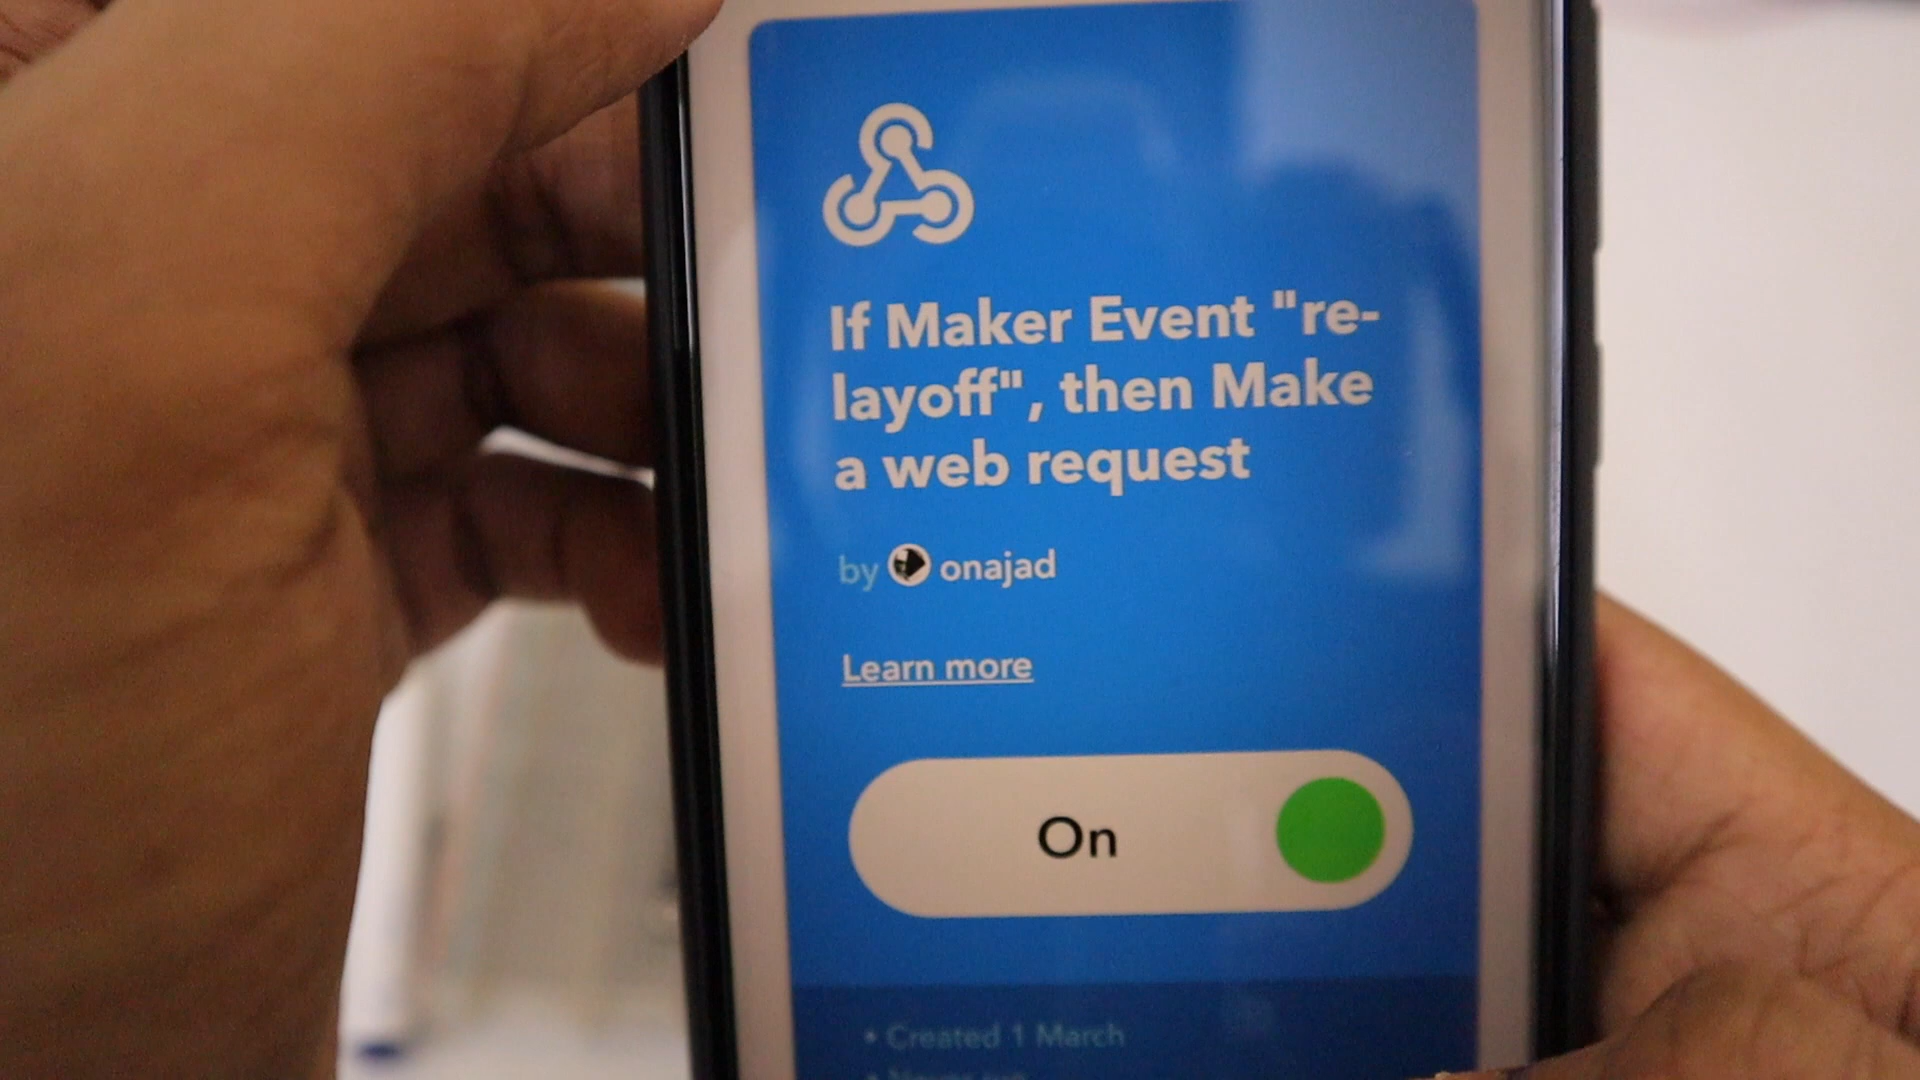 If Maker Event "re-
layoff", then Make
a web request
by onajad
Learn more
On
• Created 1 March